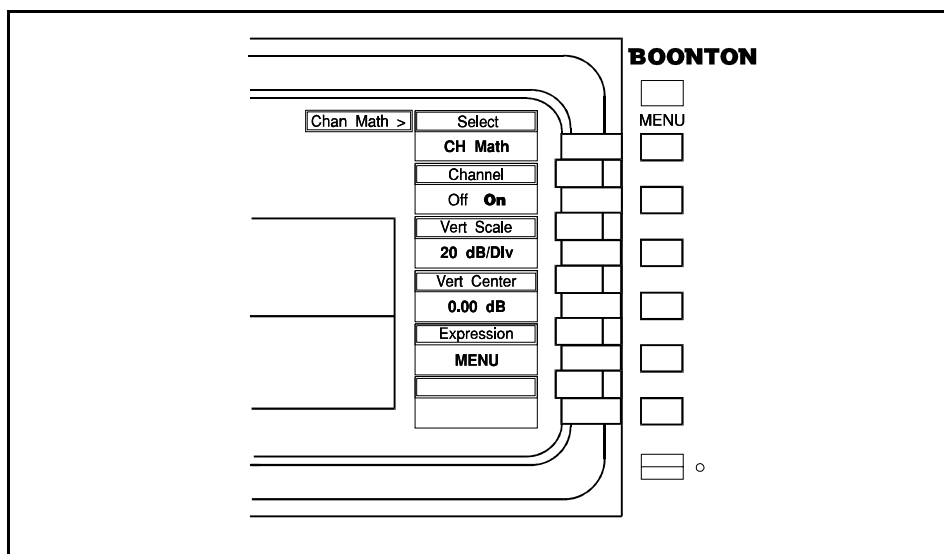 BOONTON
MENU
Chan Math >
Select
CH Math
Channel
Off On
Vert Scale
20 dB/Div
Vert Center
0.00 dB
Expression
MENU